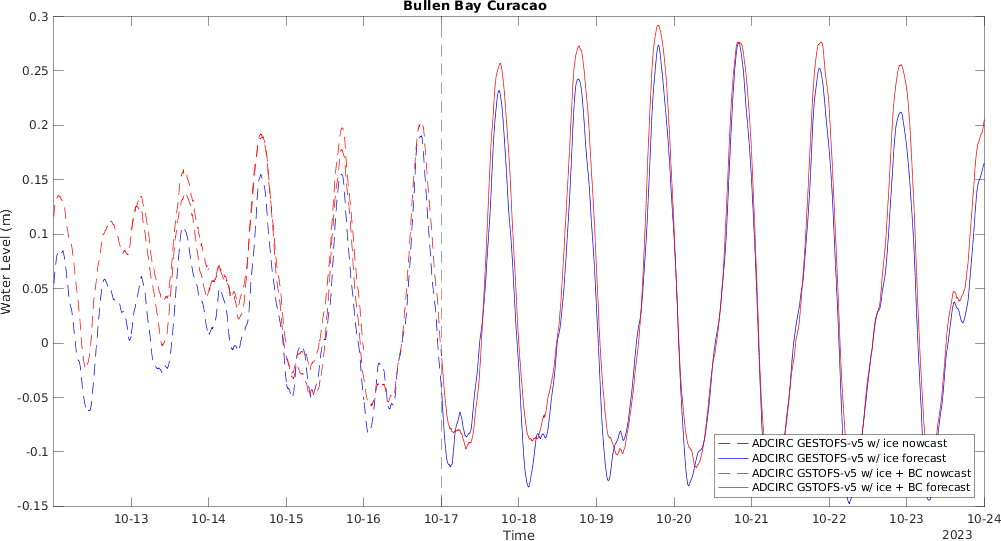 Bullen Bay Curacao
0.3
0.25
0.2
0.15
0.1
0.05
0
-0.05
-0.1
-0.15
Water Level (m)
ADCIRC GESTOFS-v5 w/ ice nowcast
ADCIRC GESTOFS-v5 w/ ice forecast
ADCIRC GSTOFS-v5 w/ ice + BC nowcast
ADCIRC GSTOFS-v5 w/ ice + BC forecast
10-13 10-14 10-15 10-16 10-17 10-18 10-19 10-20 10-21 10-22 10-23 10-24
Time
2023